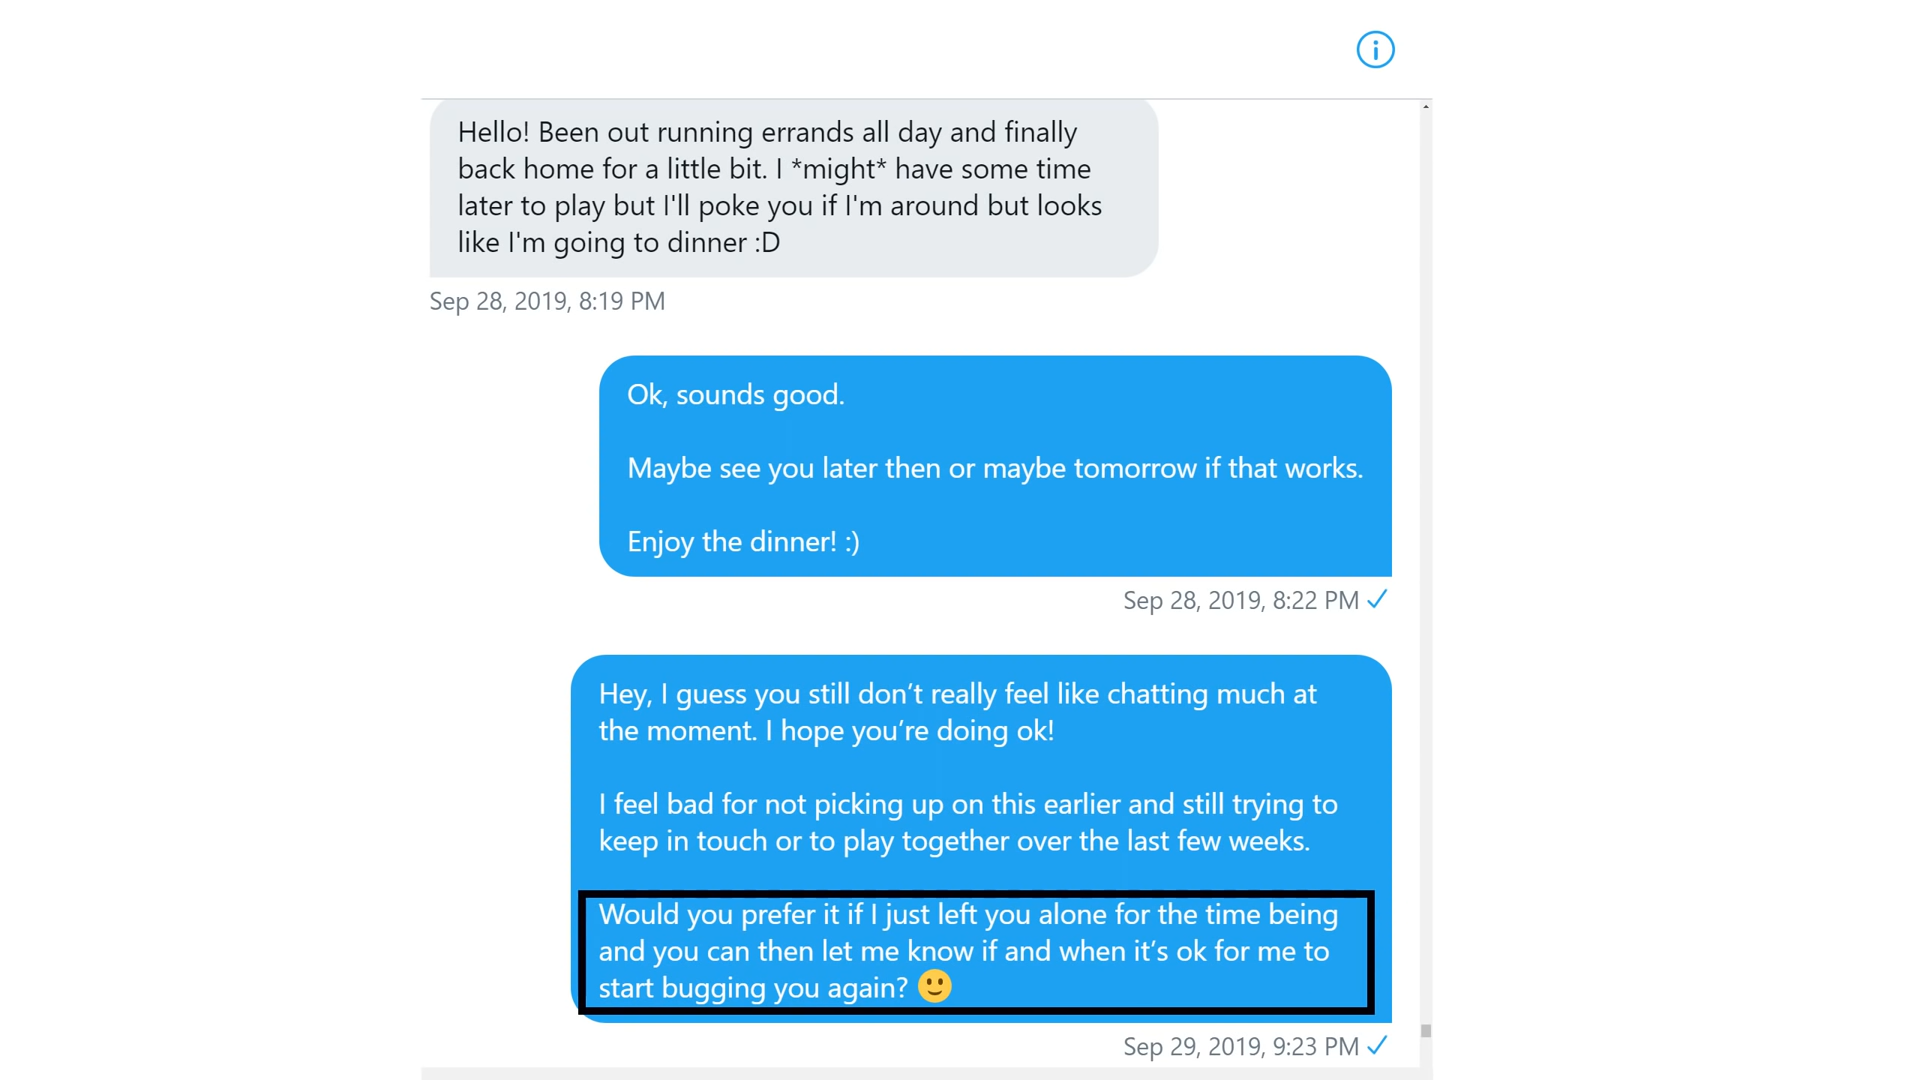 Hello! Been out running errands all day and finally
back home for a little bit. I *might* have some time
later to play but I'll poke you if I'm around but looks
like I'm going to dinner :D
Sep 28, 2019, 8:19 PM
Ok, sounds good.
Maybe see you later then or maybe tomorrow if that works.
Enjoy the dinner! :)
Sep 28, 2019, 8:22 PM
Hey, I guess you still don’t really feel like chatting much at
the moment. I hope you’re doing ok!
I feel bad for not picking up on this earlier and still trying to
keep in touch or to play together over the last few weeks.
Would you prefer it if I just left you alone for the time being
and you can then let me know if and when it’s ok for me to
start bugging you again? 🙂
Sep 29, 2019, 9:23 PM